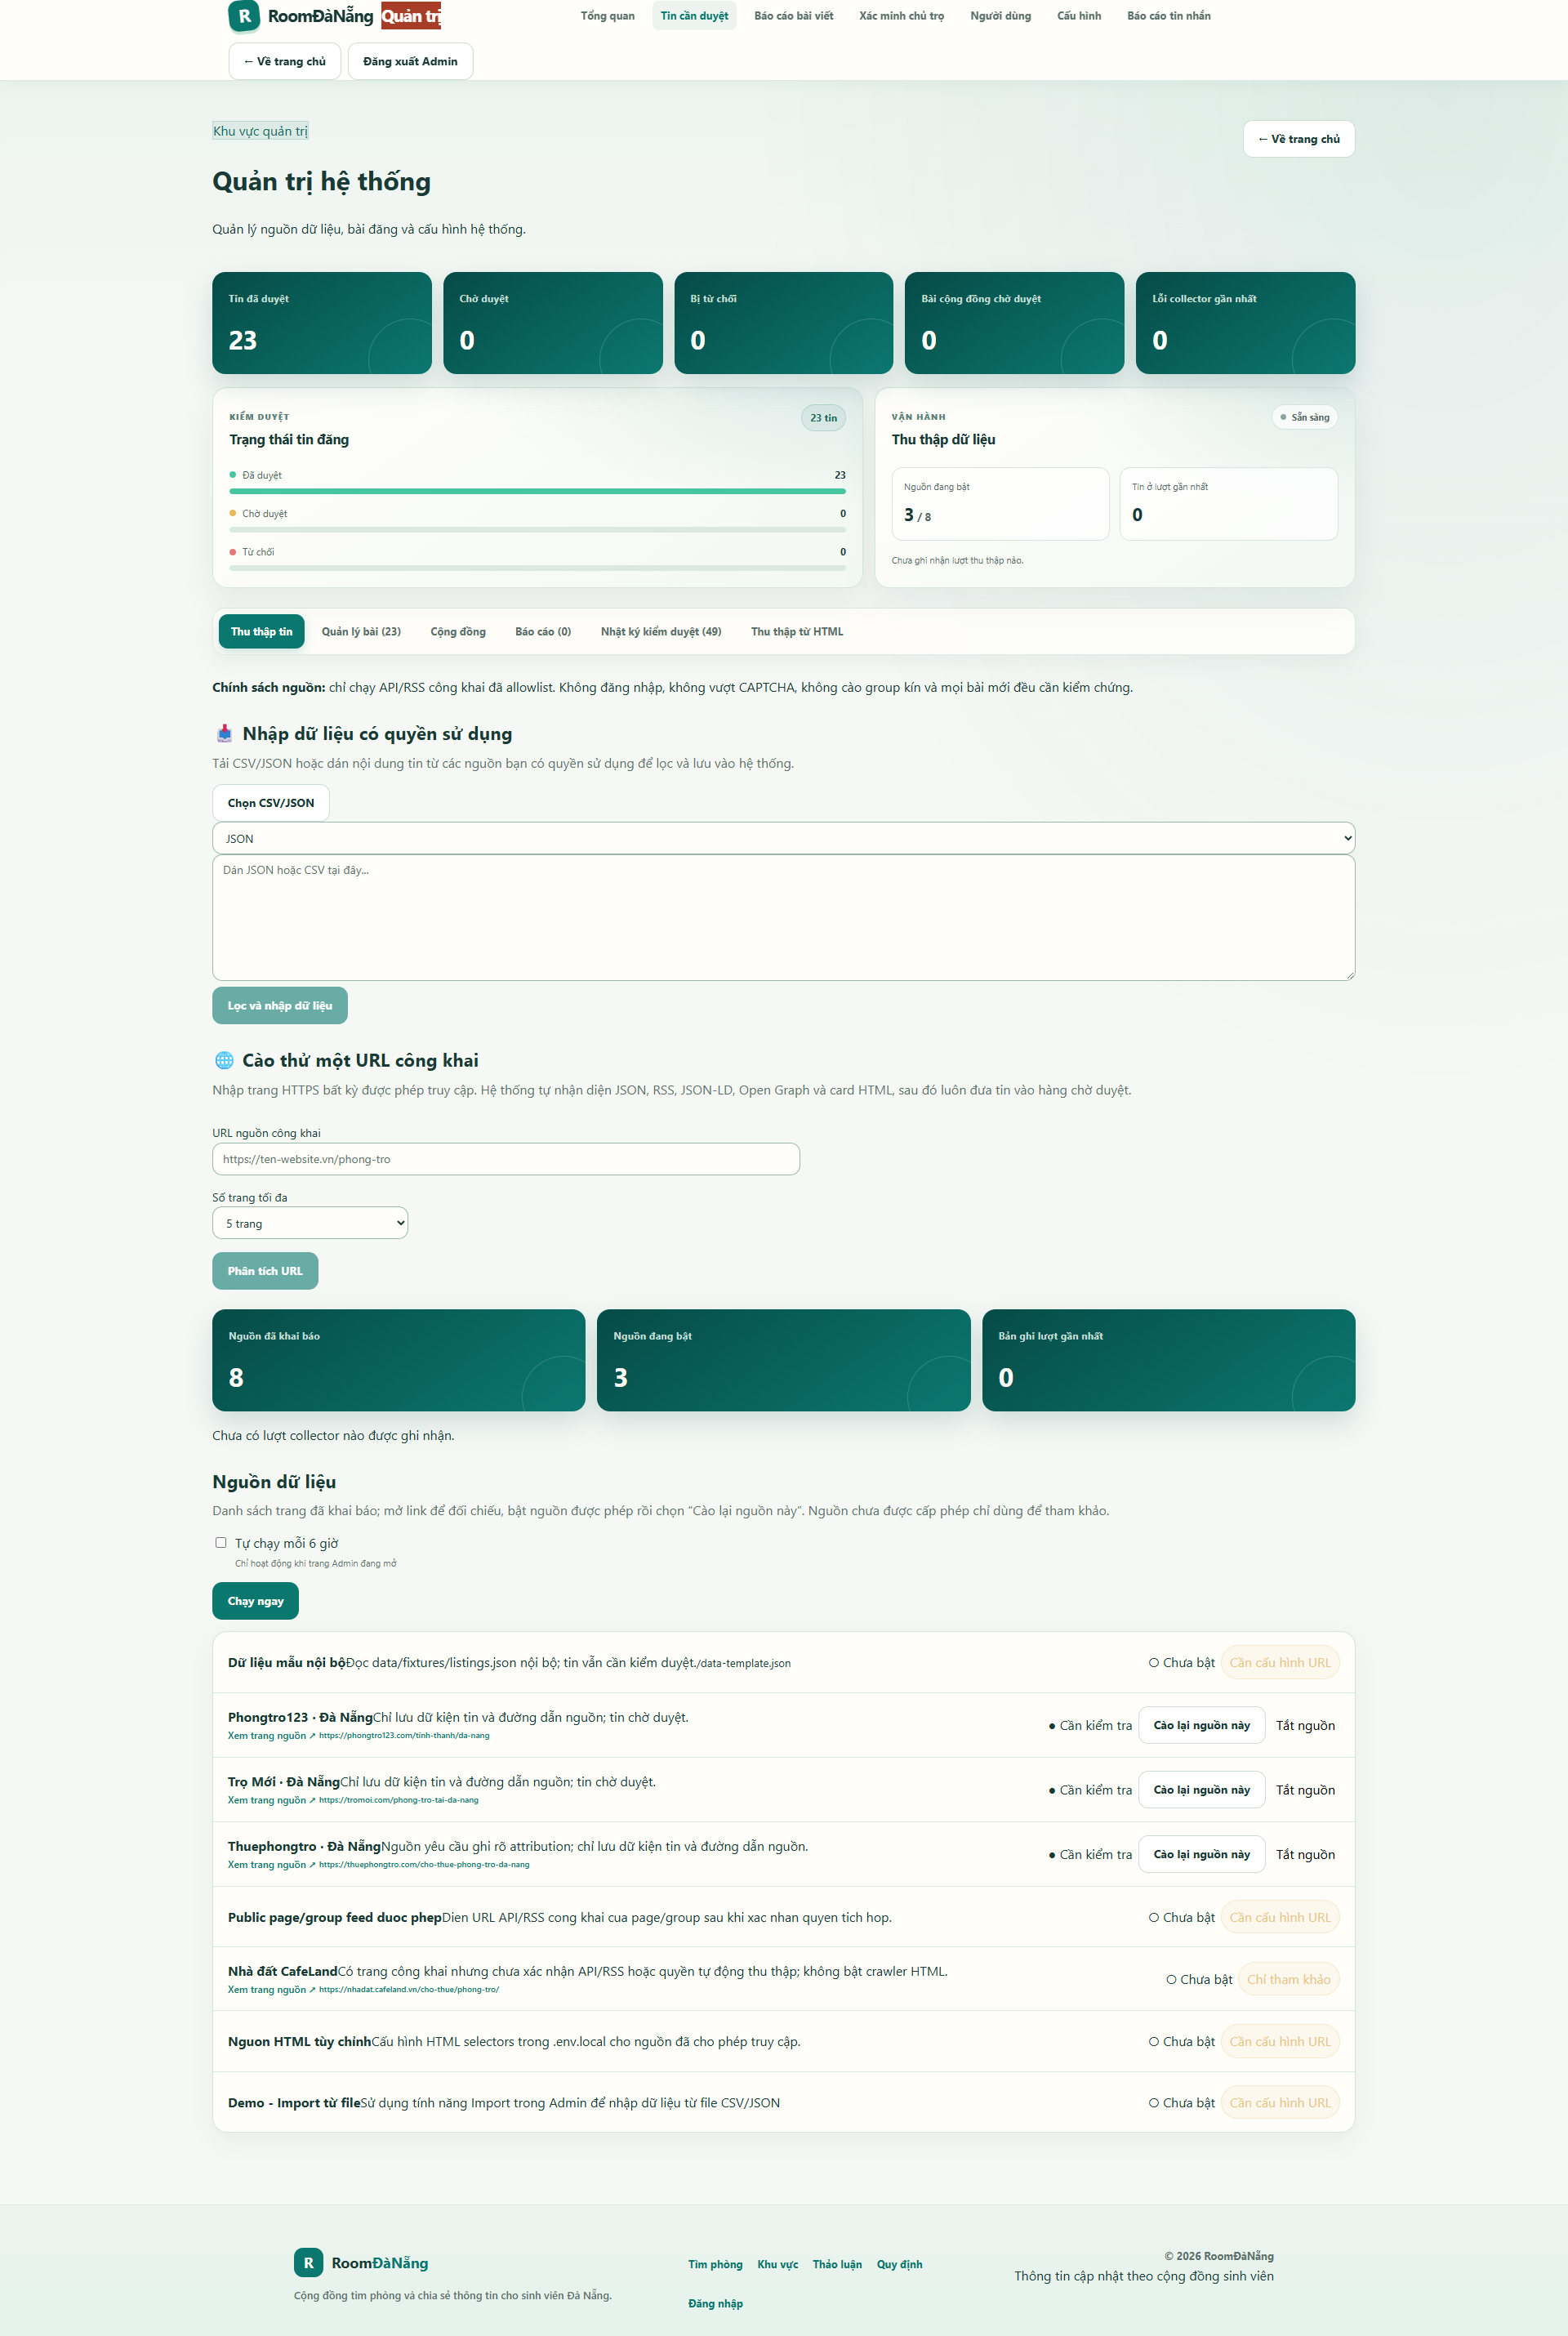 R RoomĐàNẵng Quản trị
Tổng quan Tin cần duyệt Báo cáo bài viết Xác minh chủ trọ Người dùng Cấu hình Báo cáo tin nhắn
← Về trang chủ Đăng xuất Admin
Khu vực quản trị
← Về trang chủ
Quản trị hệ thống
Quản lý nguồn dữ liệu, bài đăng và cấu hình hệ thống.
Tin đã duyệt
23
Chờ duyệt
0
Bị từ chối
0
Bài cộng đồng chờ duyệt
0
Lỗi collector gần nhất
0
KIỂM DUYỆT
Trạng thái tin đăng
23 tin
Đã duyệt 23
Chờ duyệt 0
Từ chối 0
VẬN HÀNH
Thu thập dữ liệu
Sẵn sàng
Nguồn đang bật
3 / 8
Tin ở lượt gần nhất
0
Chưa ghi nhận lượt thu thập nào.
Thu thập tin Quản lý bài (23) Cộng đồng Báo cáo (0) Nhật ký kiểm duyệt (49) Thu thập từ HTML
Chính sách nguồn: chỉ chạy API/RSS công khai đã allowlist. Không đăng nhập, không vượt CAPTCHA, không cào group kín và mọi bài mới đều cần kiểm chứng.
📥 Nhập dữ liệu có quyền sử dụng
Tải CSV/JSON hoặc dán nội dung tin từ các nguồn bạn có quyền sử dụng để lọc và lưu vào hệ thống.
Chọn CSV/JSON
JSON
Dán JSON hoặc CSV tại đây...
Lọc và nhập dữ liệu
🌐 Cào thử một URL công khai
Nhập trang HTTPS bất kỳ được phép truy cập. Hệ thống tự nhận diện JSON, RSS, JSON-LD, Open Graph và card HTML, sau đó luôn đưa tin vào hàng chờ duyệt.
URL nguồn công khai
https://ten-website.vn/phong-tro
Số trang tối đa
5 trang
Phân tích URL
Nguồn đã khai báo
8
Nguồn đang bật
3
Bản ghi lượt gần nhất
0
Chưa có lượt collector nào được ghi nhận.
Nguồn dữ liệu
Danh sách trang đã khai báo; mở link để đối chiếu, bật nguồn được phép rồi chọn “Cào lại nguồn này”. Nguồn chưa được cấp phép chỉ dùng để tham khảo.
Tự chạy mỗi 6 giờ
Chỉ hoạt động khi trang Admin đang mở
Chạy ngay
Dữ liệu mẫu nội bộĐọc data/fixtures/listings.json nội bộ; tin vẫn cần kiểm duyệt./data-template.json
○ Chưa bật Cần cấu hình URL
Phongtro123 · Đà NẵngChỉ lưu dữ kiện tin và đường dẫn nguồn; tin chờ duyệt.
Xem trang nguồn ↗ https://phongtro123.com/tinh-thanh/da-nang
● Cần kiểm tra Cào lại nguồn này Tắt nguồn
Trọ Mới · Đà NẵngChỉ lưu dữ kiện tin và đường dẫn nguồn; tin chờ duyệt.
Xem trang nguồn ↗ https://tromoi.com/phong-tro-tai-da-nang
● Cần kiểm tra Cào lại nguồn này Tắt nguồn
Thuephongtro · Đà NẵngNguồn yêu cầu ghi rõ attribution; chỉ lưu dữ kiện tin và đường dẫn nguồn.
Xem trang nguồn ↗ https://thuephongtro.com/cho-thue-phong-tro-da-nang
● Cần kiểm tra Cào lại nguồn này Tắt nguồn
Public page/group feed duoc phepDien URL API/RSS cong khai cua page/group sau khi xac nhan quyen tich hop.
○ Chưa bật Cần cấu hình URL
Nhà đất CafeLandCó trang công khai nhưng chưa xác nhận API/RSS hoặc quyền tự động thu thập; không bật crawler HTML.
Xem trang nguồn ↗ https://nhadat.cafeland.vn/cho-thue/phong-tro/
○ Chưa bật Chỉ tham khảo
Nguon HTML tùy chỉnhCấu hình HTML selectors trong .env.local cho nguồn đã cho phép truy cập.
○ Chưa bật Cần cấu hình URL
Demo - Import từ fileSử dụng tính năng Import trong Admin để nhập dữ liệu từ file CSV/JSON
○ Chưa bật Cần cấu hình URL
R RoomĐàNẵng
Cộng đồng tìm phòng và chia sẻ thông tin cho sinh viên Đà Nẵng.
Tìm phòng Khu vực Thảo luận Quy định
Đăng nhập
© 2026 RoomĐàNẵng
Thông tin cập nhật theo cộng đồng sinh viên